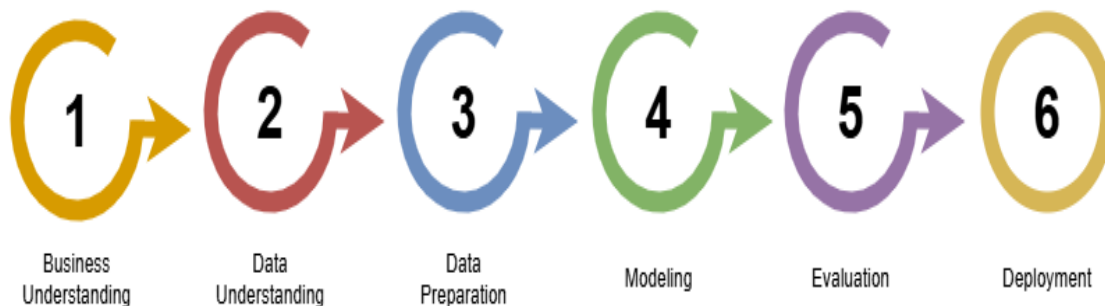 1
2
3
4
5
6
Business
Understanding
Data
Understanding
Data
Preparation
Modeling
Evaluation
Deployment